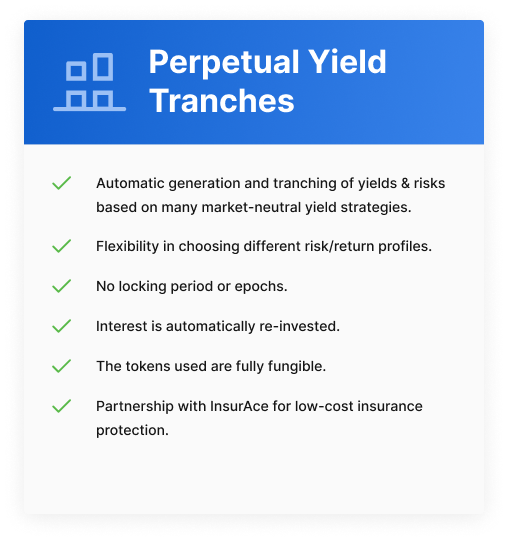 Perpetual Yield
Tranches
Automatic generation and tranching of yields & risks
based on many market-neutral yield strategies.
Flexibility in choosing different risk/return profiles.
No locking period or epochs.
Interest is automatically re-invested.
The tokens used are fully fungible.
Partnership with InsurAce for low-cost insurance
protection.